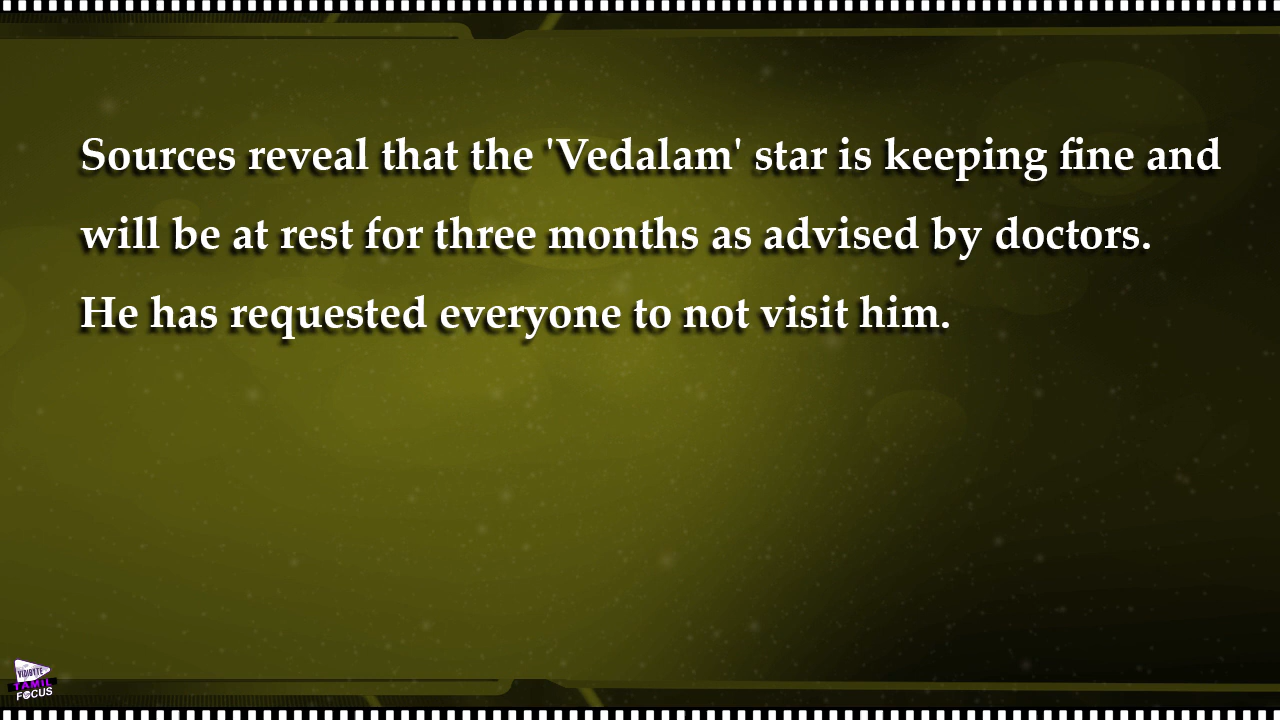 Sources reveal that the 'Vedalam' star is keeping fine and
will be at rest for three months as advised by doctors.
He has requested everyone to not visit him.
VIDIBYTE
TAMIL
FOCUS